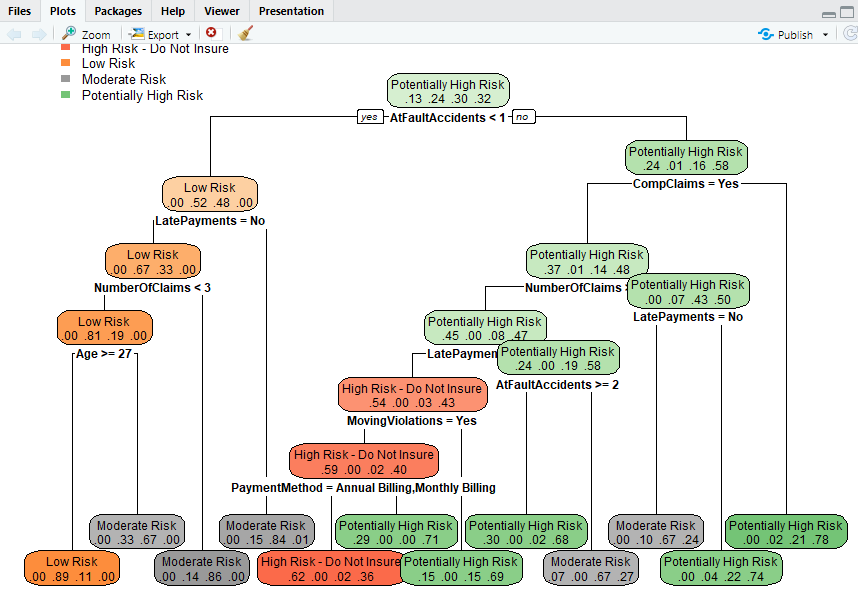 Files Plots Packages Help Viewer Presentation
Zoom Export Publish
High Risk - Do Not Insure
Low Risk
Moderate Risk
Potentially High Risk
Potentially High Risk
.13 .24 .30 .32
yes AtFaultAccidents < 1 no
Potentially High Risk
.24 .01 .16 .58
CompClaims = Yes
Low Risk
.00 .52 .48 .00
LatePayments = No
Low Risk
.00 .67 .33 .00
NumberOfClaims < 3
Potentially High Risk
.37 .01 .14 .48
NumberOfClaims
Potentially High Risk
.00 .07 .43 .50
LatePayments = No
Low Risk
.00 .81 .19 .00
Age >= 27
Potentially High Risk
.45 .00 .08 .47
Potentially High Risk
.24 .00 .19 .58
AtFaultAccidents >= 2
High Risk - Do Not Insure
.54 .00 .03 .43
MovingViolations = Yes
High Risk - Do Not Insure
.59 .00 .02 .40
PaymentMethod = Annual Billing,Monthly Billing
Moderate Risk
.00 .33 .67 .00
Moderate Risk
.00 .15 .84 .01
Potentially High Risk
.29 .00 .00 .71
Potentially High Risk
.30 .00 .02 .68
Moderate Risk
.00 .10 .67 .24
Potentially High Risk
.00 .02 .21 .78
Low Risk
.00 .89 .11 .00
Moderate Risk
.00 .14 .86 .00
High Risk - Do Not Insure
.62 .00 .02 .36
Potentially High Risk
.15 .00 .15 .69
Moderate Risk
.07 .00 .67 .27
Potentially High Risk
.00 .04 .22 .74